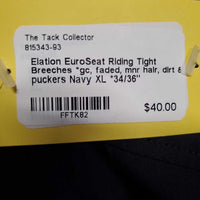 The Tack Collector
815343-93
Elation EuroSeat Riding Tight
Breeches *gc, faded, mnr hair, dirt &
puckers Navy XL *34/36"
$40.00
FFTK82